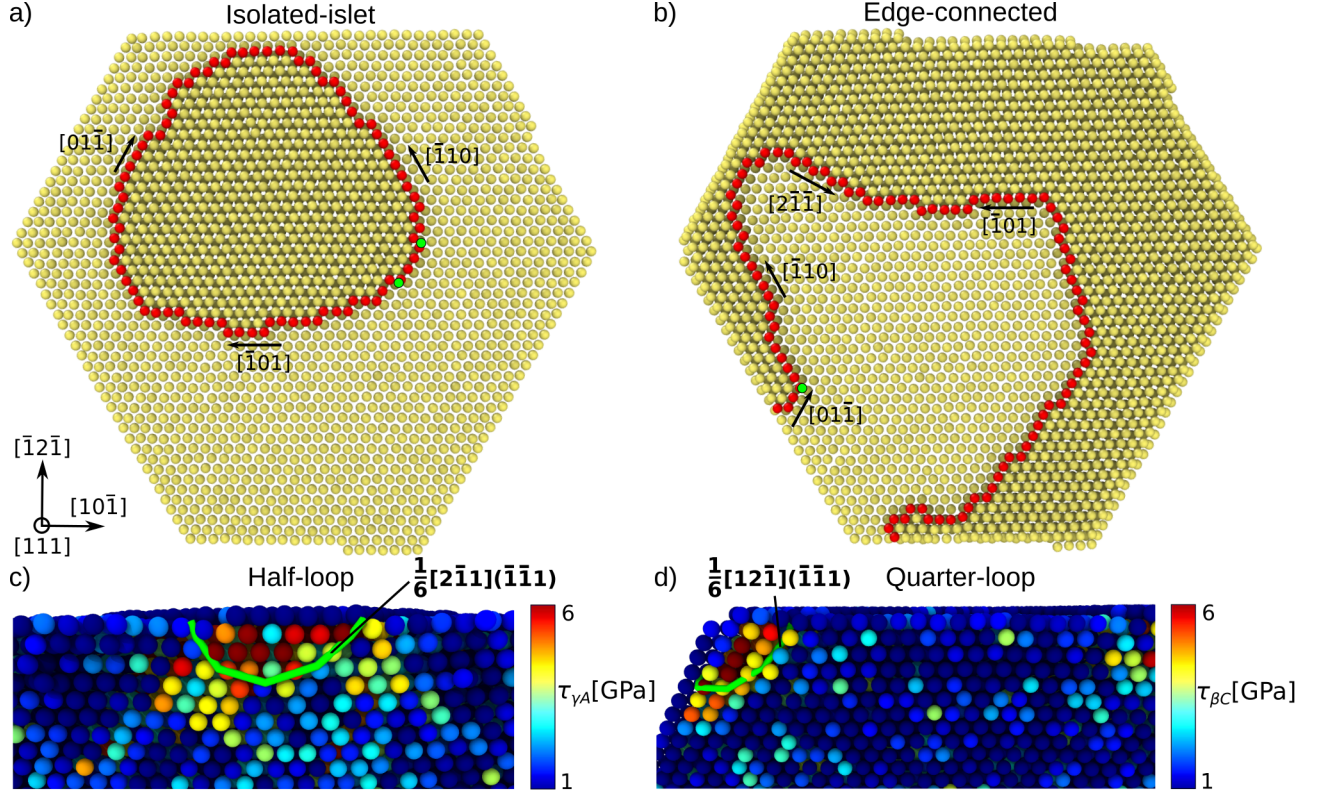 a) Isolated-islet
b) Edge-connected
[011̄]
[1̄10]
[1̄01]
[1̄21̄]
[101̄]
[111]
[21̄1̄]
[1̄01]
[1̄10]
[011̄]
c) Half-loop
1/6[21̄1](1̄1̄1)
6
τγA[GPa]
1
d) Quarter-loop
1/6[121̄](1̄1̄1)
6
τβC[GPa]
1